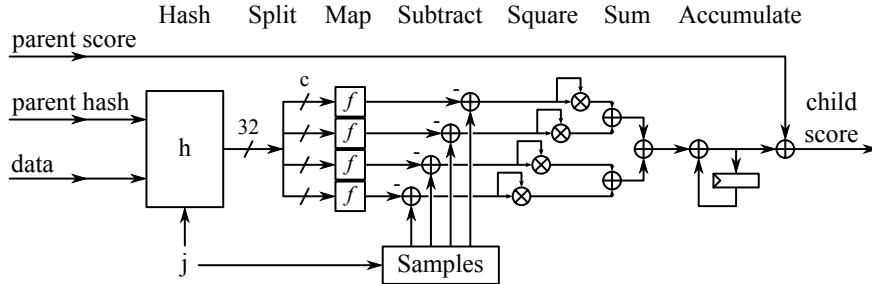 Hash Split Map Subtract Square Sum Accumulate
parent score
c
f
parent hash
f
child
score
32
h
data
f
f
j
Samples